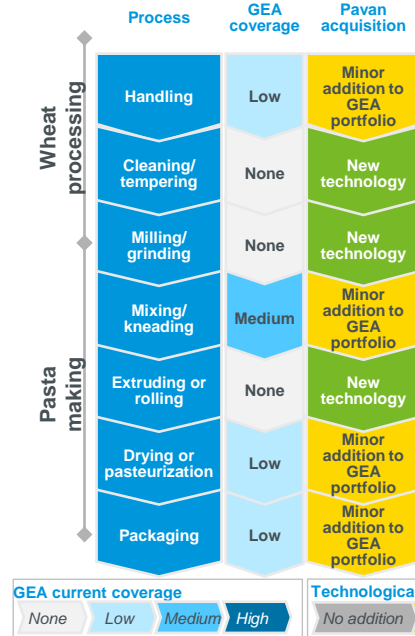 Process
GEA
coverage
Pavan
acquisition
Wheat
processing
Handling
Low
Minor
addition to
GEA
portfolio
Cleaning/
tempering
None
New
technology
Milling/
grinding
None
New
technology
Pasta
making
Mixing/
kneading
Medium
Minor
addition to
GEA
portfolio
Extruding or
rolling
None
New
technology
Drying or
pasteurization
Low
Minor
addition to
GEA
portfolio
Packaging
Low
Minor
addition to
GEA
portfolio
GEA current coverage
None
Low
Medium
High
Technologica
No addition